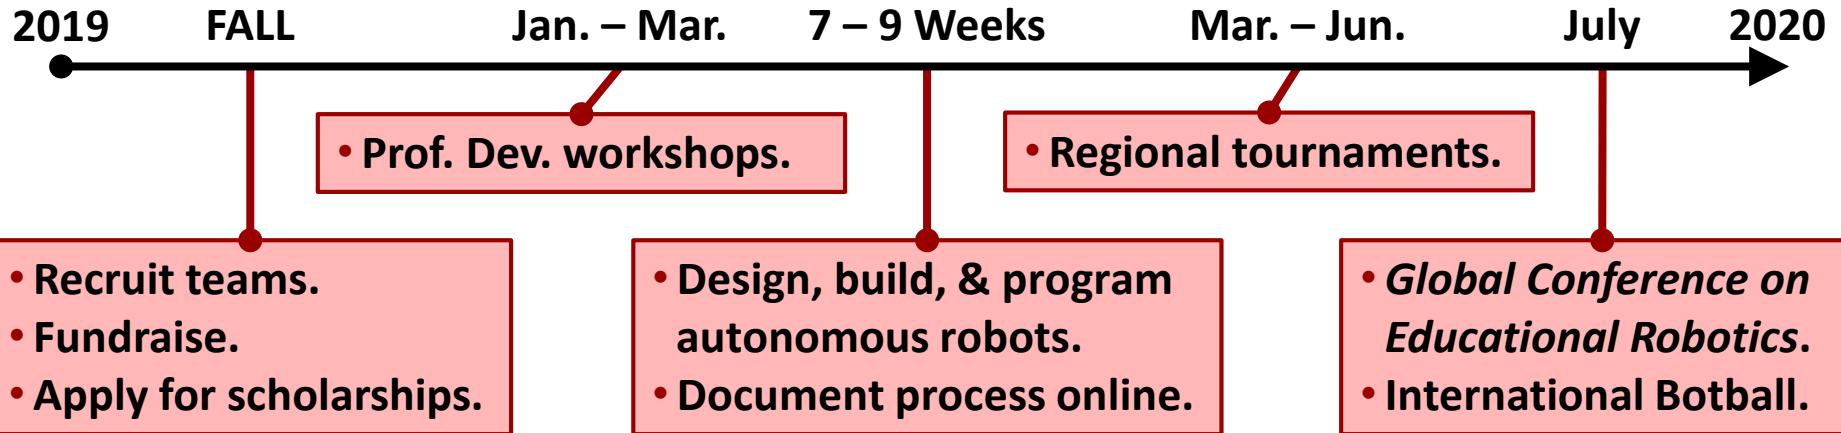 2019 FALL Jan. – Mar. 7 – 9 Weeks Mar. – Jun. July 2020
• Prof. Dev. workshops.
• Regional tournaments.
• Recruit teams.
• Fundraise.
• Apply for scholarships.
• Design, build, & program
autonomous robots.
• Document process online.
• Global Conference on
Educational Robotics.
• International Botball.